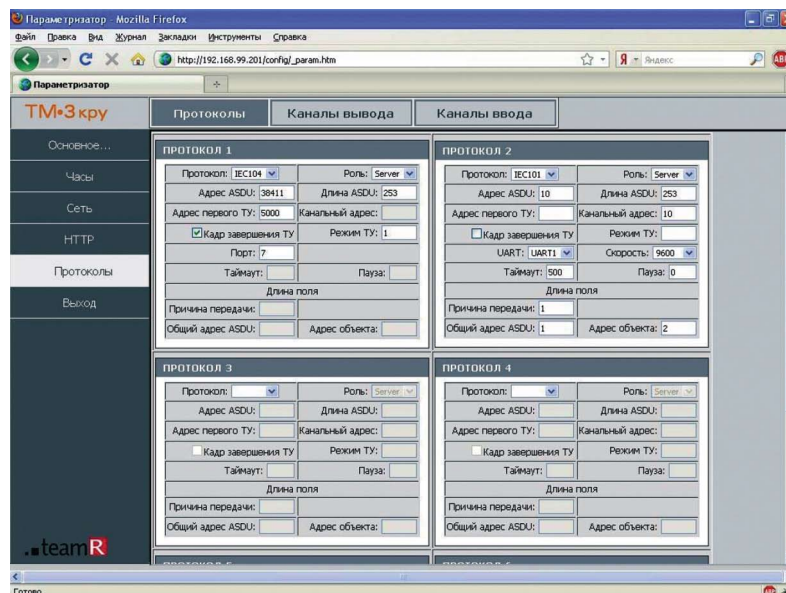 Параметризатор - Mozilla Firefox
Файл Правка Вид Журнал Закладки Инструменты Справка
http://192.168.99.201/config/_param.htm
Я - Яндекс
ABP
Параметризатор
ТМ•3кру
Протоколы Каналы вывода Каналы ввода
Основное...
Часы
Сеть
HTTP
Протоколы
Выход
ПРОТОКОЛ 1
Протокол: IEC104 Роль: Server
Адрес ASDU: 38411 Длина ASDU: 253
Адрес первого ТУ: 5000 Канальный адрес:
Кадр завершения ТУ Режим ТУ: 1
Порт: 7
Таймаут: Пауза:
Длина поля
Причина передачи:
Общий адрес ASDU: Адрес объекта:
ПРОТОКОЛ 2
Протокол: IEC101 Роль: Server
Адрес ASDU: 10 Длина ASDU: 253
Адрес первого ТУ: Канальный адрес: 10
Кадр завершения ТУ Режим ТУ:
UART: UART1 Скорость: 9600
Таймаут: 500 Пауза: 0
Длина поля
Причина передачи: 1
Общий адрес ASDU: 1 Адрес объекта: 2
ПРОТОКОЛ 3
Протокол: Роль: Server
Адрес ASDU: Длина ASDU:
Адрес первого ТУ: Канальный адрес:
Кадр завершения ТУ Режим ТУ:
Таймаут: Пауза:
Длина поля
Причина передачи:
Общий адрес ASDU: Адрес объекта:
ПРОТОКОЛ 4
Протокол: Роль: Server
Адрес ASDU: Длина ASDU:
Адрес первого ТУ: Канальный адрес:
Кадр завершения ТУ Режим ТУ:
Таймаут: Пауза:
Длина поля
Причина передачи:
Общий адрес ASDU: Адрес объекта:
teamR
Готово